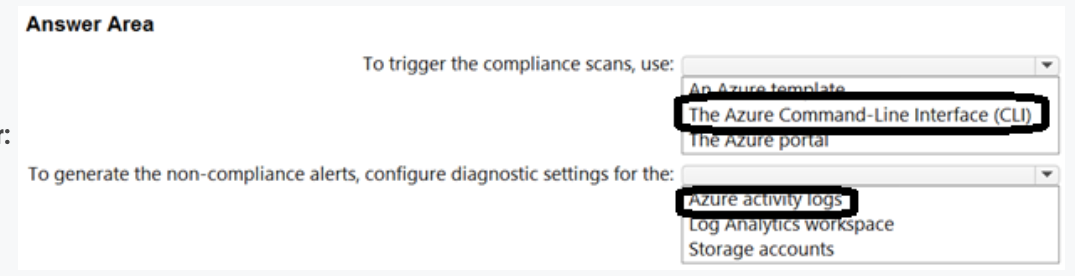 Answer Area
To trigger the compliance scans, use:
An Azure template
The Azure Command-Line Interface (CLI)
r:
The Azure portal
To generate the non-compliance alerts, configure diagnostic settings for the:
Azure activity logs
Log Analytics workspace
Storage accounts